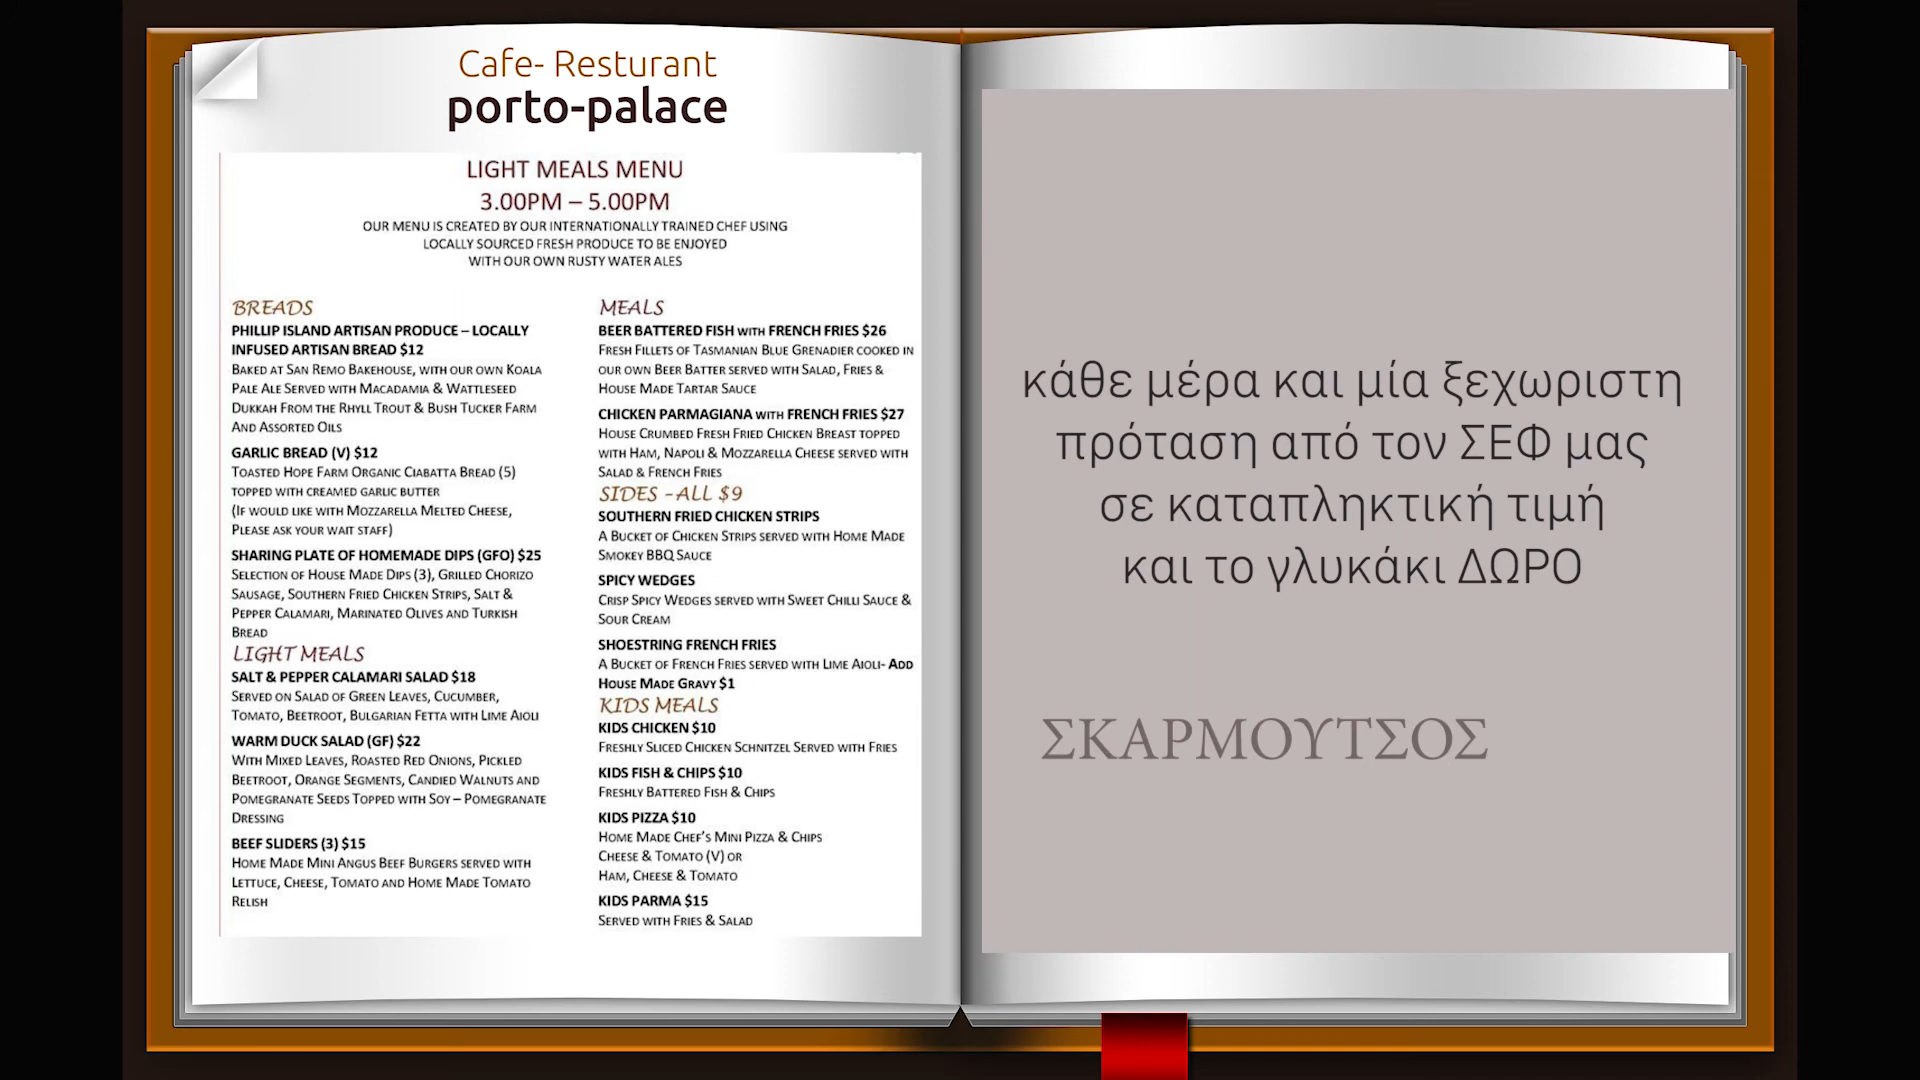 Cafe- Resturant
porto-palace
LIGHT MEALS MENU
3.00PM – 5.00PM
OUR MENU IS CREATED BY OUR INTERNATIONALLY TRAINED CHEF USING
LOCALLY SOURCED FRESH PRODUCE TO BE ENJOYED
WITH OUR OWN RUSTY WATER ALES
BREADS
PHILLIP ISLAND ARTISAN PRODUCE – LOCALLY
INFUSED ARTISAN BREAD $12
BAKED AT SAN REMO BAKEHOUSE, WITH OUR OWN KOALA
PALE ALE SERVED WITH MACADAMIA & WATTLESEED
DUKKAH FROM THE RHYLL TROUT & BUSH TUCKER FARM
AND ASSORTED OILS
GARLIC BREAD (V) $12
TOASTED HOPE FARM ORGANIC CIABATTA BREAD (5)
TOPPED WITH CREAMED GARLIC BUTTER
(IF WOULD LIKE WITH MOZZARELLA MELTED CHEESE,
PLEASE ASK YOUR WAIT STAFF)
SHARING PLATE OF HOMEMADE DIPS (GFO) $25
SELECTION OF HOUSE MADE DIPS (3), GRILLED CHORIZO
SAUSAGE, SOUTHERN FRIED CHICKEN STRIPS, SALT &
PEPPER CALAMARI, MARINATED OLIVES AND TURKISH
BREAD
LIGHT MEALS
SALT & PEPPER CALAMARI SALAD $18
SERVED ON SALAD OF GREEN LEAVES, CUCUMBER,
TOMATO, BEETROOT, BULGARIAN FETTA WITH LIME AIOLI
WARM DUCK SALAD (GF) $22
WITH MIXED LEAVES, ROASTED RED ONIONS, PICKLED
BEETROOT, ORANGE SEGMENTS, CANDIED WALNUTS AND
POMEGRANATE SEEDS TOPPED WITH SOY – POMEGRANATE
DRESSING
BEEF SLIDERS (3) $15
HOME MADE MINI ANGUS BEEF BURGERS SERVED WITH
LETTUCE, CHEESE, TOMATO AND HOME MADE TOMATO
RELISH
MEALS
BEER BATTERED FISH WITH FRENCH FRIES $26
FRESH FILLETS OF TASMANIAN BLUE GRENADIER COOKED IN
OUR OWN BEER BATTER SERVED WITH SALAD, FRIES &
HOUSE MADE TARTAR SAUCE
CHICKEN PARMAGIANA WITH FRENCH FRIES $27
HOUSE CRUMBED FRESH FRIED CHICKEN BREAST TOPPED
WITH HAM, NAPOLI & MOZZARELLA CHEESE SERVED WITH
SALAD & FRENCH FRIES
SIDES - ALL $9
SOUTHERN FRIED CHICKEN STRIPS
A BUCKET OF CHICKEN STRIPS SERVED WITH HOME MADE
SMOKEY BBQ SAUCE
SPICY WEDGES
CRISP SPICY WEDGES SERVED WITH SWEET CHILLI SAUCE &
SOUR CREAM
SHOESTRING FRENCH FRIES
A BUCKET OF FRENCH FRIES SERVED WITH LIME AIOLI- ADD
HOUSE MADE GRAVY $1
KIDS MEALS
KIDS CHICKEN $10
FRESHLY SLICED CHICKEN SCHNITZEL SERVED WITH FRIES
KIDS FISH & CHIPS $10
FRESHLY BATTERED FISH & CHIPS
KIDS PIZZA $10
HOME MADE CHEF'S MINI PIZZA & CHIPS
CHEESE & TOMATO (V) OR
HAM, CHEESE & TOMATO
KIDS PARMA $15
SERVED WITH FRIES & SALAD
κάθε μέρα και μία ξεχωριστη
πρόταση από τον ΣΕΦ μας
σε καταπληκτική τιμή
και το γλυκάκι ΔΩΡΟ
ΣΚΑΡΜΟΥΤΣΟΣ